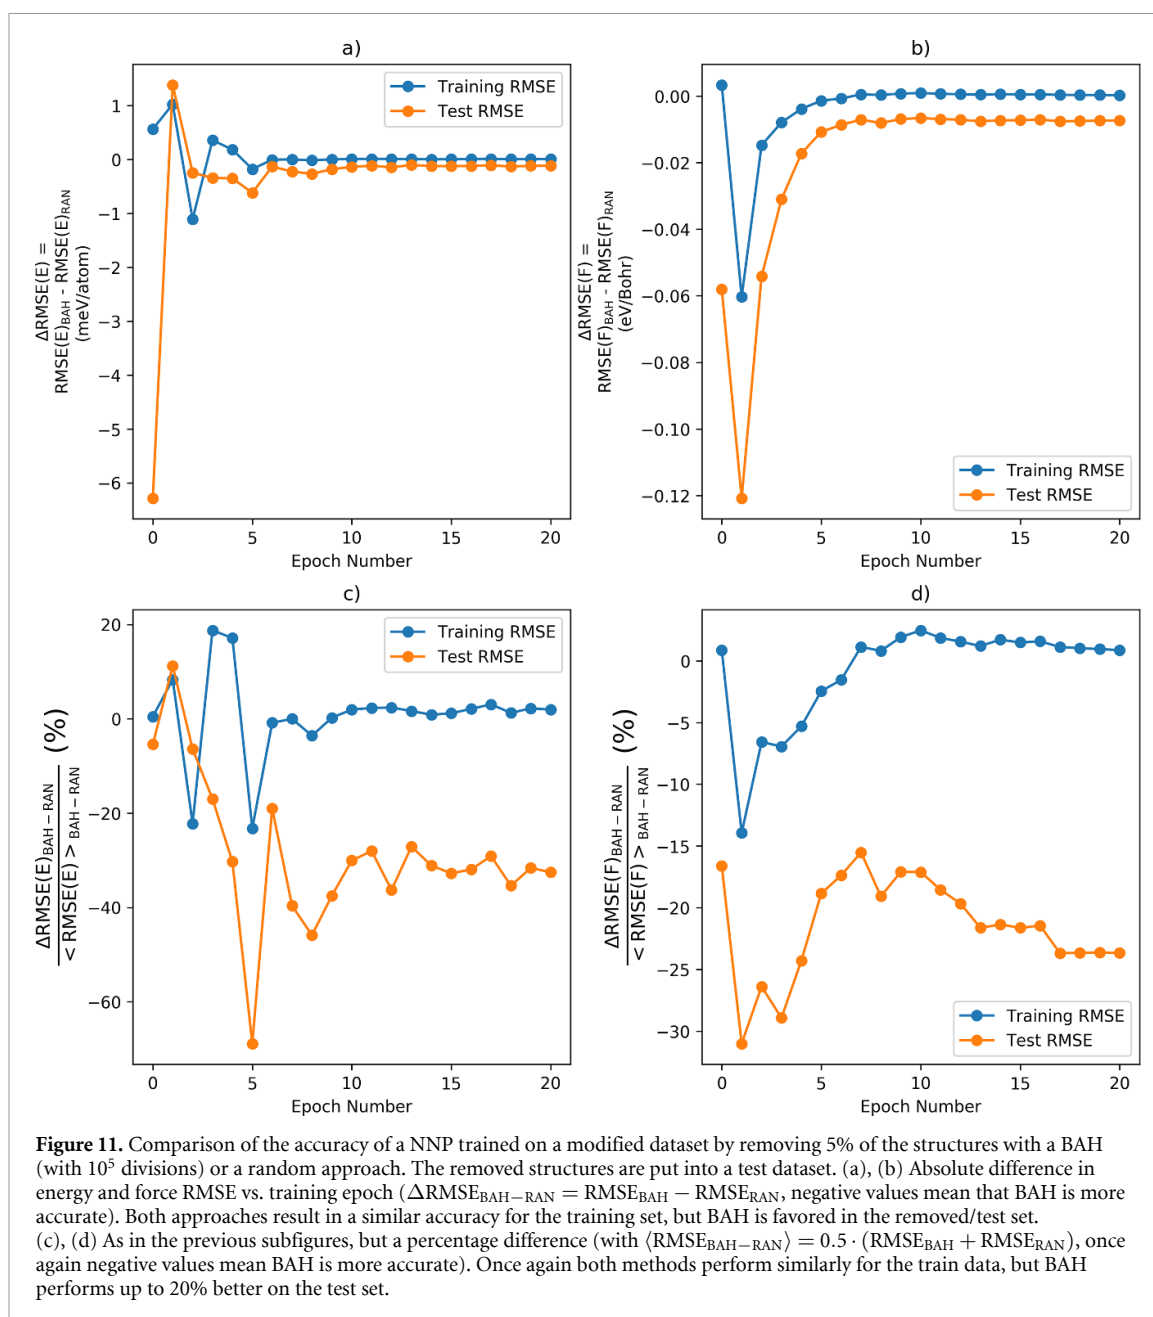 a)
Training RMSE
Test RMSE
1
0
−1
−2
−3
−4
−5
−6
ΔRMSE(E) =
RMSE(E)BAH - RMSE(E)RAN
(meV/atom)
0 5 10 15 20
Epoch Number
b)
0.00
−0.02
−0.04
−0.06
−0.08
−0.10
−0.12
ΔRMSE(F) =
RMSE(F)BAH - RMSE(F)RAN
(eV/Bohr)
Training RMSE
Test RMSE
0 5 10 15 20
Epoch Number
c)
Training RMSE
Test RMSE
20
0
−20
−40
−60
ΔRMSE(E)BAH−RAN
< RMSE(E) >BAH−RAN
(%)
0 5 10 15 20
Epoch Number
d)
0
−5
−10
−15
−20
−25
−30
ΔRMSE(F)BAH−RAN
< RMSE(F) >BAH−RAN
(%)
Training RMSE
Test RMSE
0 5 10 15 20
Epoch Number
Figure 11. Comparison of the accuracy of a NNP trained on a modified dataset by removing 5% of the structures with a BAH
(with 10⁵ divisions) or a random approach. The removed structures are put into a test dataset. (a), (b) Absolute difference in
energy and force RMSE vs. training epoch (ΔRMSEBAH−RAN = RMSEBAH − RMSERAN, negative values mean that BAH is more
accurate). Both approaches result in a similar accuracy for the training set, but BAH is favored in the removed/test set.
(c), (d) As in the previous subfigures, but a percentage difference (with ⟨RMSEBAH−RAN⟩ = 0.5 · (RMSEBAH + RMSERAN), once
again negative values mean BAH is more accurate). Once again both methods perform similarly for the train data, but BAH
performs up to 20% better on the test set.